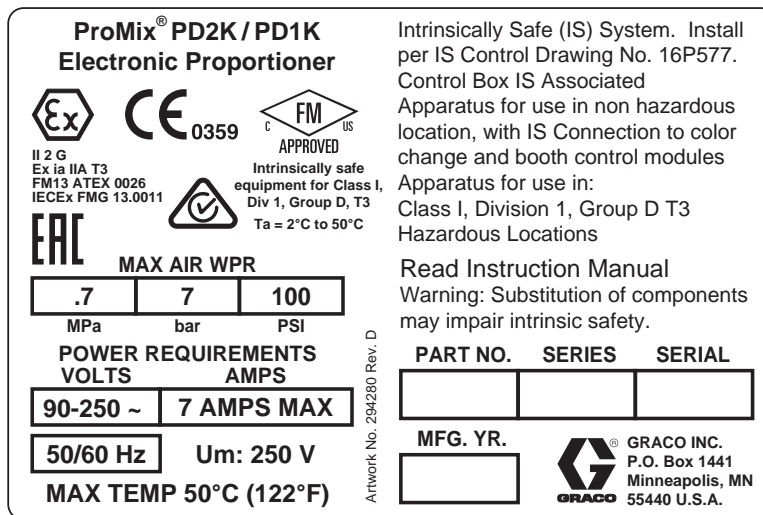 ProMix® PD2K / PD1K
Electronic Proportioner
Ex
CE 0359
FM
C US
APPROVED
II 2 G
Ex ia IIA T3
FM13 ATEX 0026
IECEx FMG 13.0011
Intrinsically safe
equipment for Class I,
Div 1, Group D, T3
Ta = 2°C to 50°C
EAC
MAX AIR WPR
.7 7 100
MPa bar PSI
POWER REQUIREMENTS
VOLTS AMPS
90-250 ~ 7 AMPS MAX
50/60 Hz Um: 250 V
MAX TEMP 50°C (122°F)
Artwork No. 294280 Rev. D
Intrinsically Safe (IS) System. Install
per IS Control Drawing No. 16P577.
Control Box IS Associated
Apparatus for use in non hazardous
location, with IS Connection to color
change and booth control modules
Apparatus for use in:
Class I, Division 1, Group D T3
Hazardous Locations
Read Instruction Manual
Warning: Substitution of components
may impair intrinsic safety.
PART NO. SERIES SERIAL
MFG. YR.
® GRACO
GRACO INC.
P.O. Box 1441
Minneapolis, MN
55440 U.S.A.